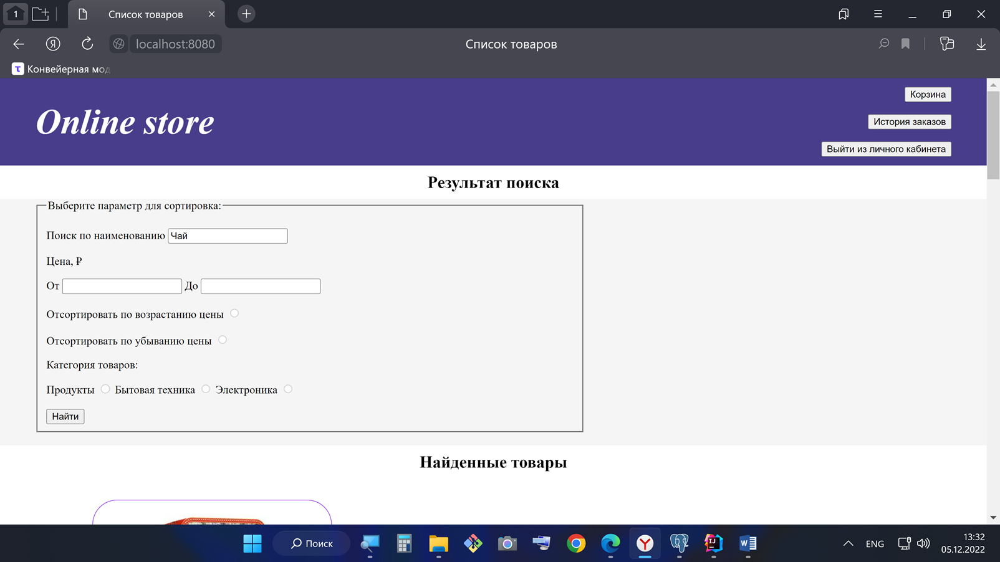 1
Список товаров
Я
localhost:8080
Список товаров
Конвейерная мод
Online store
Корзина
История заказов
Выйти из личного кабинета
Результат поиска
Выберите параметр для сортировка:
Поиск по наименованию Чай
Цена, ₽
От До
Отсортировать по возрастанию цены
Отсортировать по убыванию цены
Категория товаров:
Продукты Бытовая техника Электроника
Найти
Найденные товары
Поиск
ENG
13:32
05.12.2022